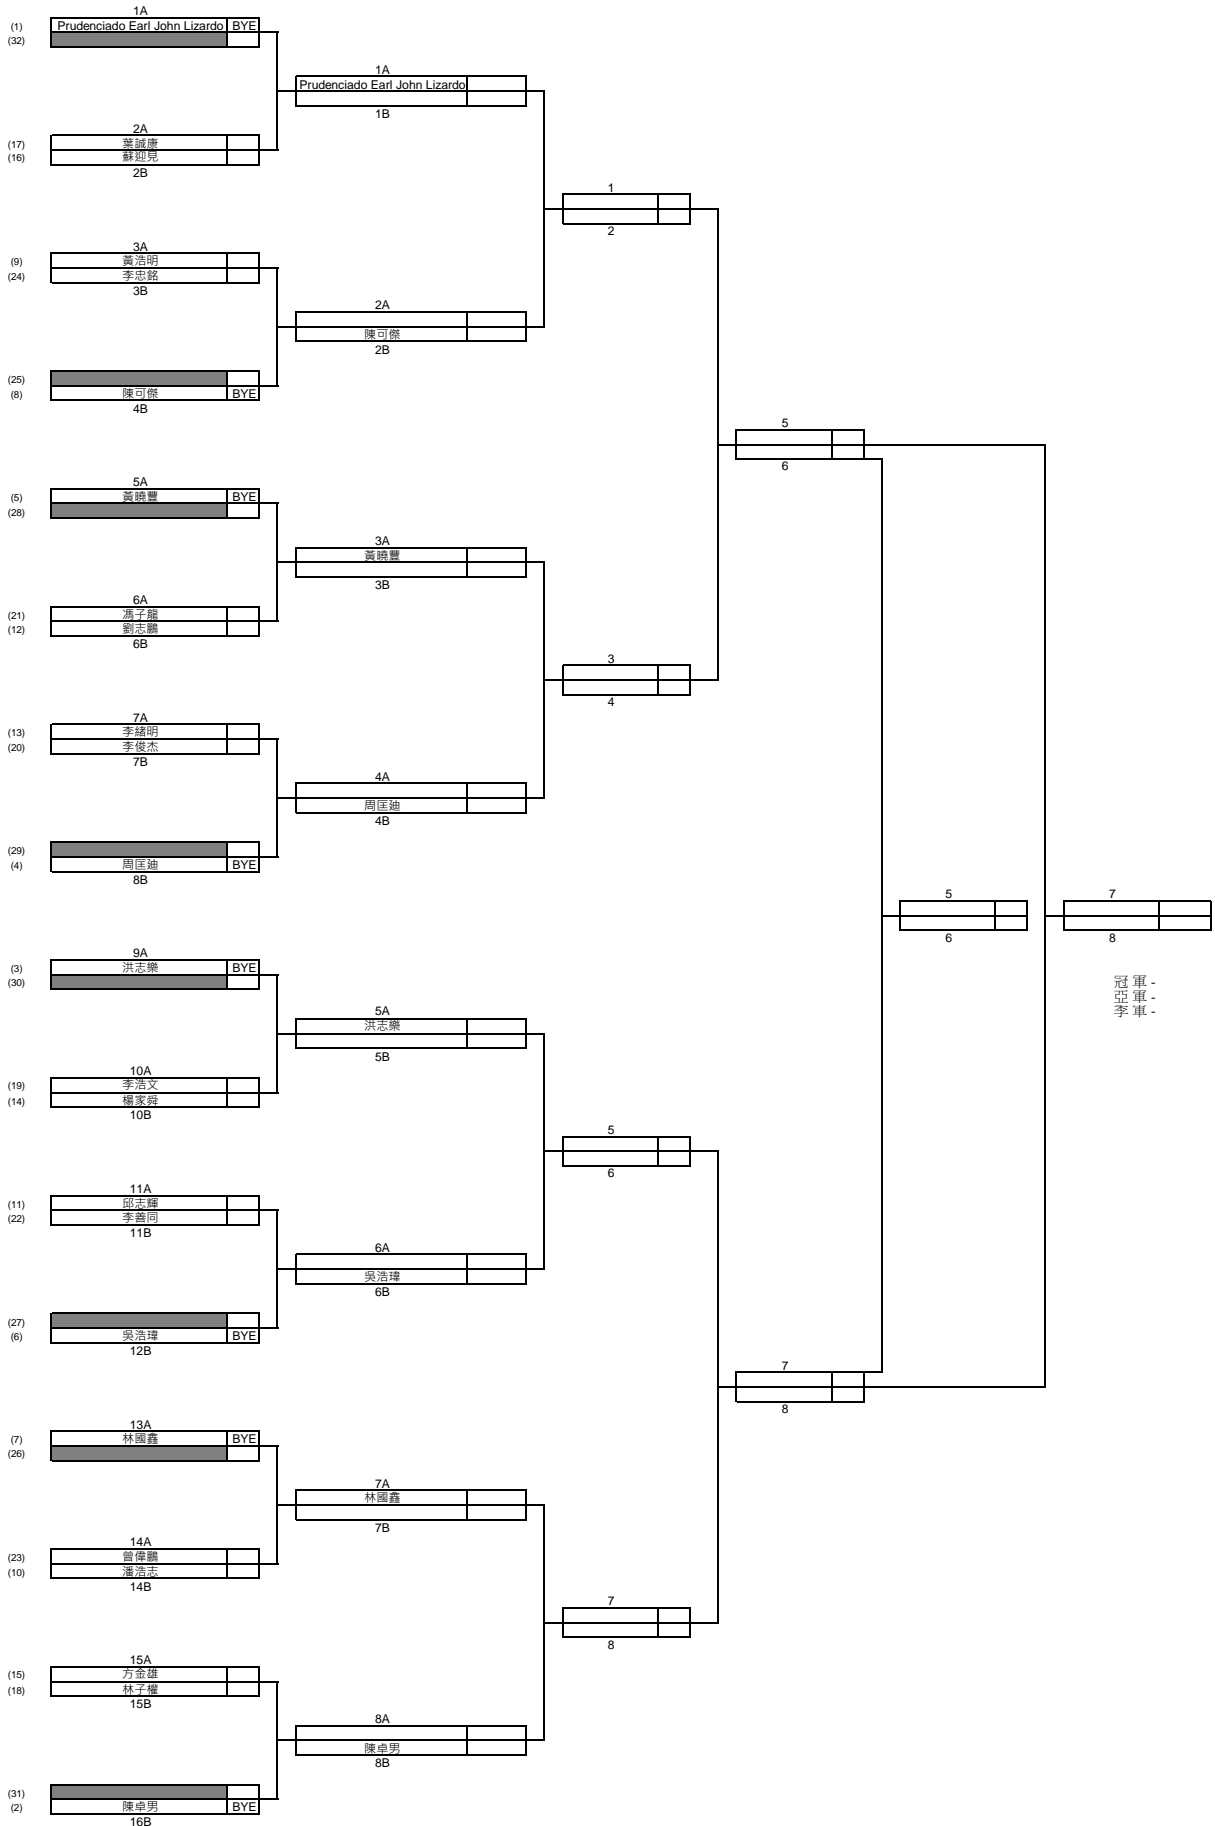 1A
(1) Prudenciado Earl John Lizardo BYE
(32)
2A
(17) 葉誠康
(16) 蘇迎見
2B
3A
(9) 黃浩明
(24) 李忠銘
3B
(25)
(8) 陳可傑 BYE
4B
5A
(5) 黃曉豐 BYE
(28)
6A
(21) 馮子龍
(12) 劉志鵬
6B
7A
(13) 李緒明
(20) 李俊杰
7B
(29)
(4) 周匡迪 BYE
8B
9A
(3) 洪志樂 BYE
(30)
10A
(19) 李浩文
(14) 楊家舜
10B
11A
(11) 邱志輝
(22) 李善同
11B
(27)
(6) 吳浩瑋 BYE
12B
13A
(7) 林國鑫 BYE
(26)
14A
(23) 曾偉鵬
(10) 潘浩志
14B
15A
(15) 方金雄
(18) 林子權
15B
(31)
(2) 陳卓男 BYE
16B
1A
Prudenciado Earl John Lizardo
1B
2A
陳可傑
2B
3A
黃曉豐
3B
4A
周匡迪
4B
5A
洪志樂
5B
6A
吳浩瑋
6B
7A
林國鑫
7B
8A
陳卓男
8B
1
2
3
4
5
6
7
8
5
6
7
8
5
6
7
8
冠 軍 -
亞 軍 -
季 軍 -